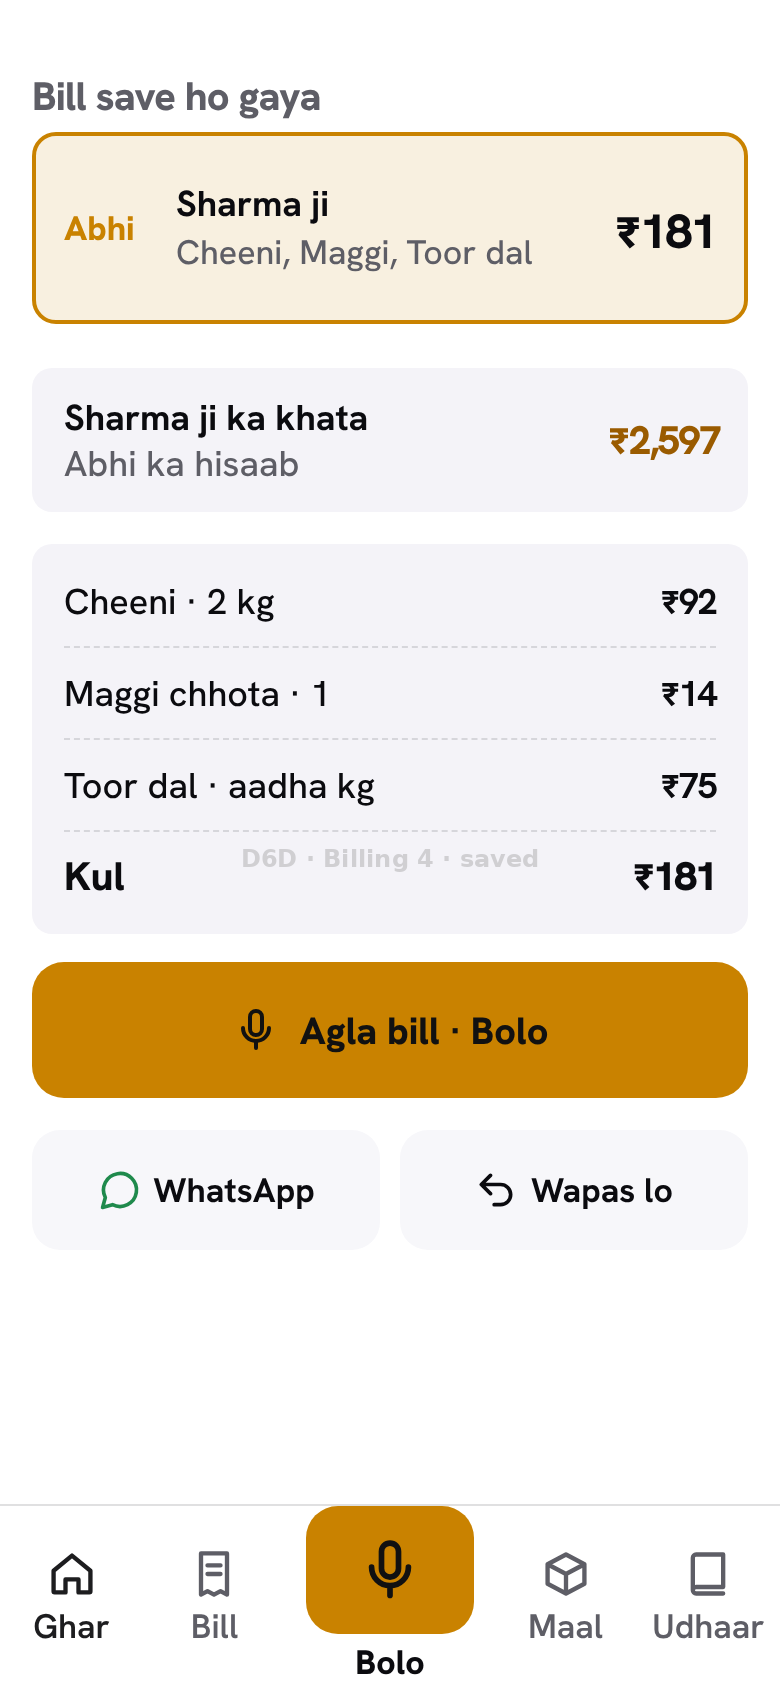 Bill save ho gaya
Abhi
Sharma ji
Cheeni, Maggi, Toor dal
₹181
Sharma ji ka khata
Abhi ka hisaab
₹2,597
Cheeni · 2 kg ₹92
Maggi chhota · 1 ₹14
Toor dal · aadha kg ₹75
D6D · Billing 4 · saved
Kul ₹181
Agla bill · Bolo
WhatsApp
Wapas lo
Ghar
Bill
Bolo
Maal
Udhaar